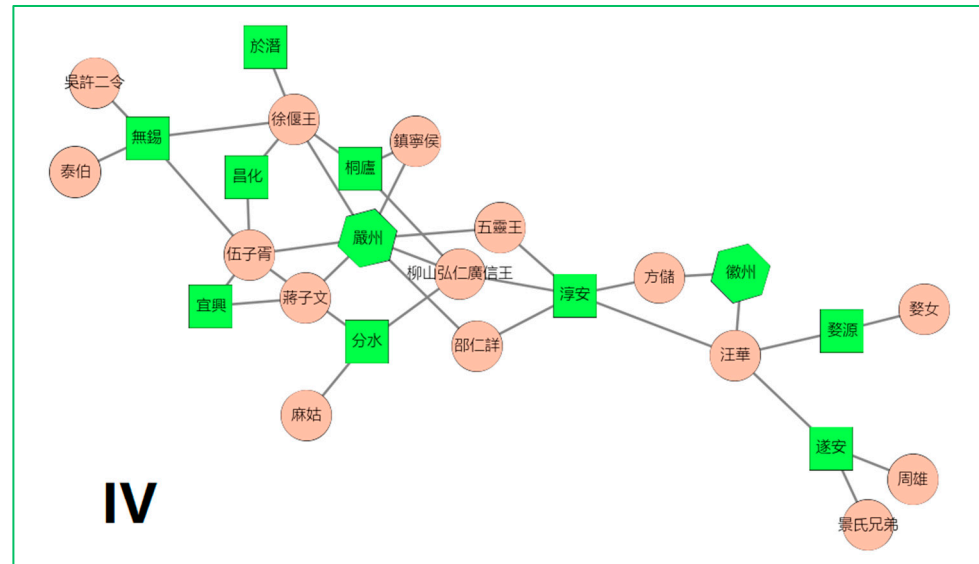 於潛
吳許二令
徐偃王
無錫
鎮寧侯
桐廬
泰伯
昌化
五靈王
嚴州
伍子胥
柳山弘仁廣信王
方儲
徽州
淳安
蔣子文
宜興
婺女
婺源
分水
邵仁詳
汪華
麻姑
遂安
周雄
IV
景氏兄弟